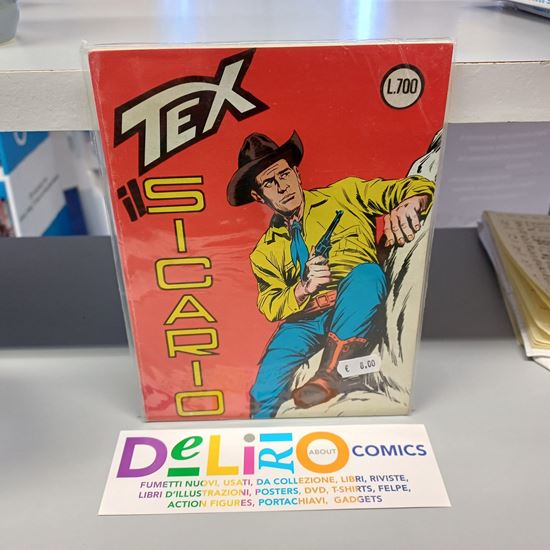 TEX
L.700
il SICARIO
€ 6.00
DeLiRiO ABOUT COMICS
FUMETTI NUOVI, USATI, DA COLLEZIONE, LIBRI, RIVISTE,
LIBRI D'ILLUSTRAZIONI, POSTERS, DVD, T-SHIRTS, FELPE,
ACTION FIGURES, PORTACHIAVI, GADGETS